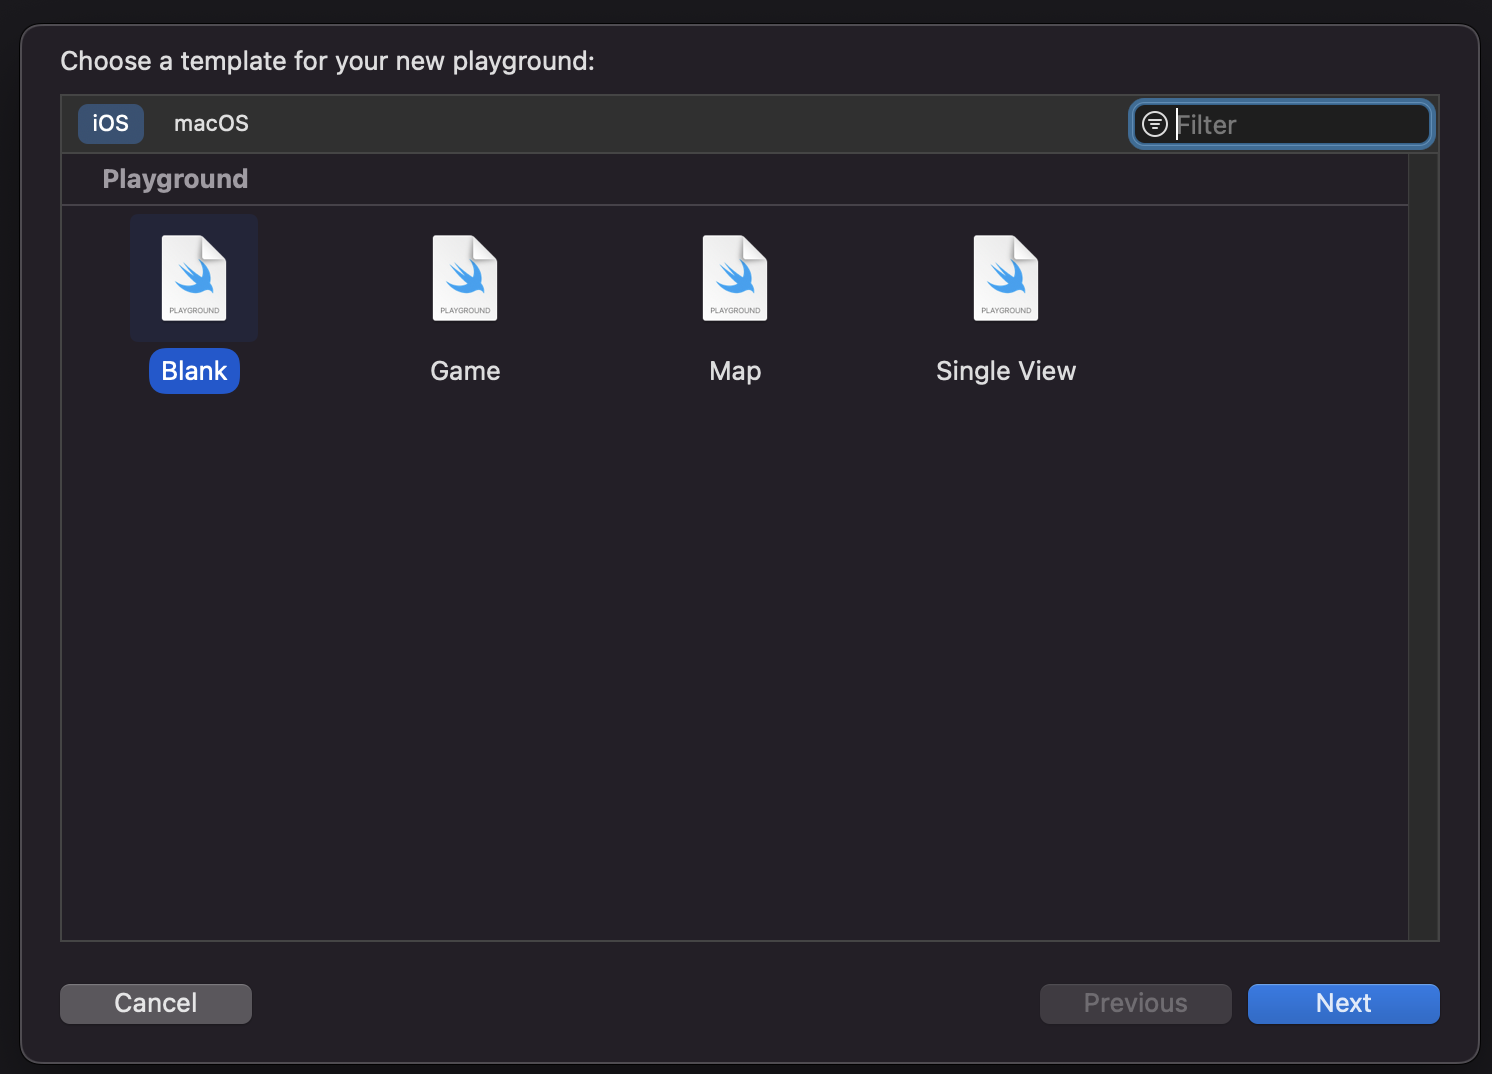 Choose a template for your new playground:
iOS macOS Filter
Playground
PLAYGROUND PLAYGROUND PLAYGROUND PLAYGROUND
Blank Game Map Single View
Cancel Previous Next